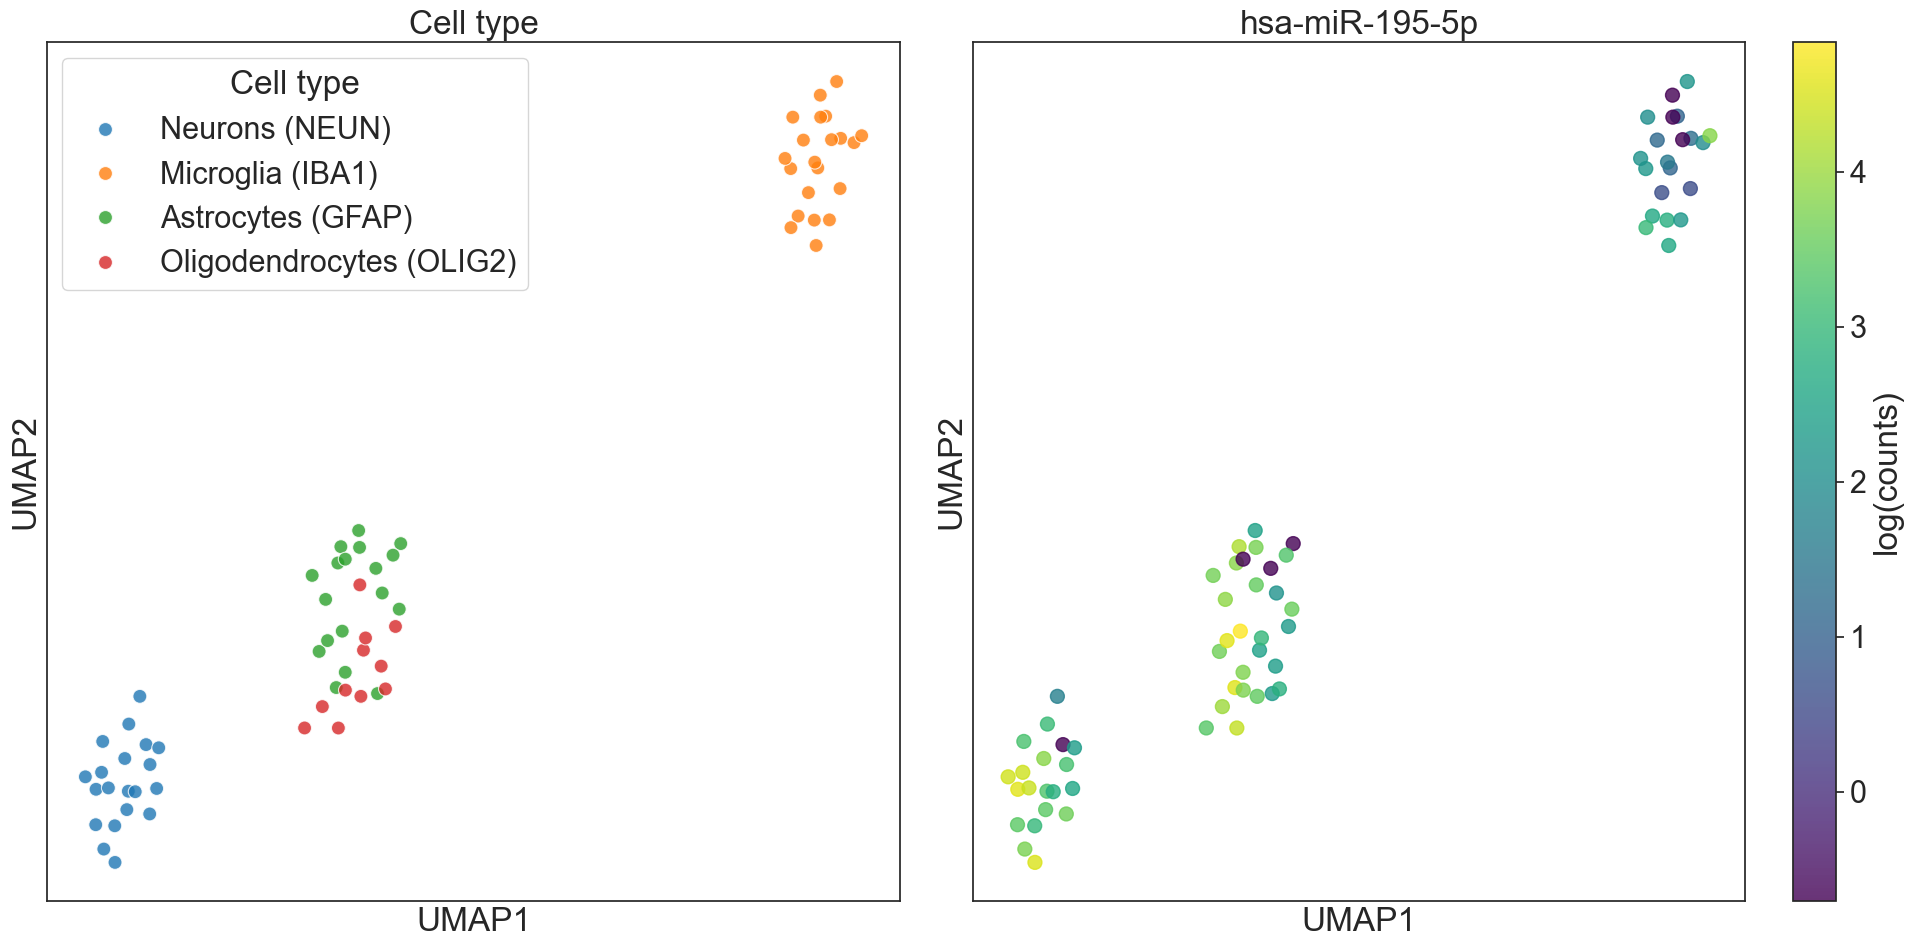 Cell type
Cell type
Neurons (NEUN)
Microglia (IBA1)
Astrocytes (GFAP)
Oligodendrocytes (OLIG2)
UMAP2
UMAP1
hsa-miR-195-5p
UMAP2
UMAP1
4
3
2
1
0
log(counts)